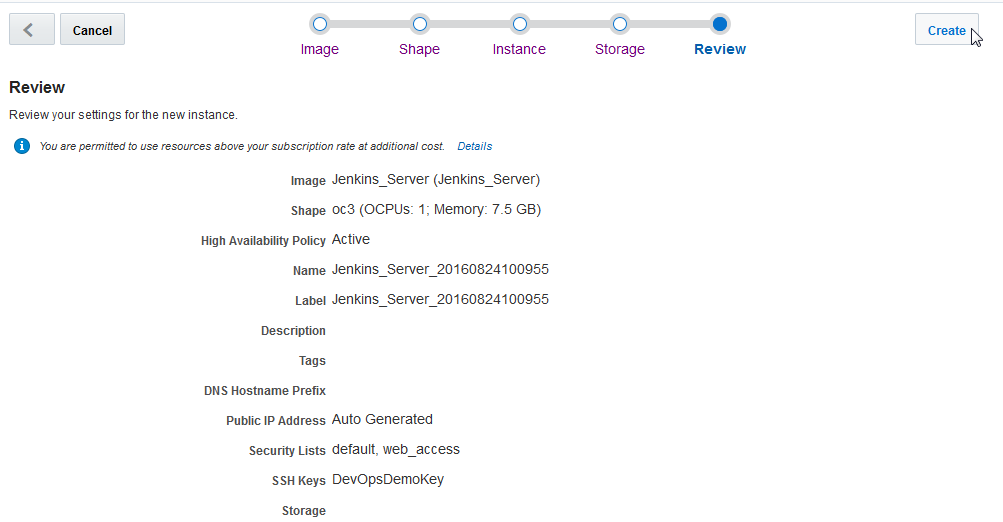 Cancel
Create
Image Shape Instance Storage Review
Review
Review your settings for the new instance.
You are permitted to use resources above your subscription rate at additional cost. Details
Image Jenkins_Server (Jenkins_Server)
Shape oc3 (OCPUs: 1; Memory: 7.5 GB)
High Availability Policy Active
Name Jenkins_Server_20160824100955
Label Jenkins_Server_20160824100955
Description
Tags
DNS Hostname Prefix
Public IP Address Auto Generated
Security Lists default, web_access
SSH Keys DevOpsDemoKey
Storage